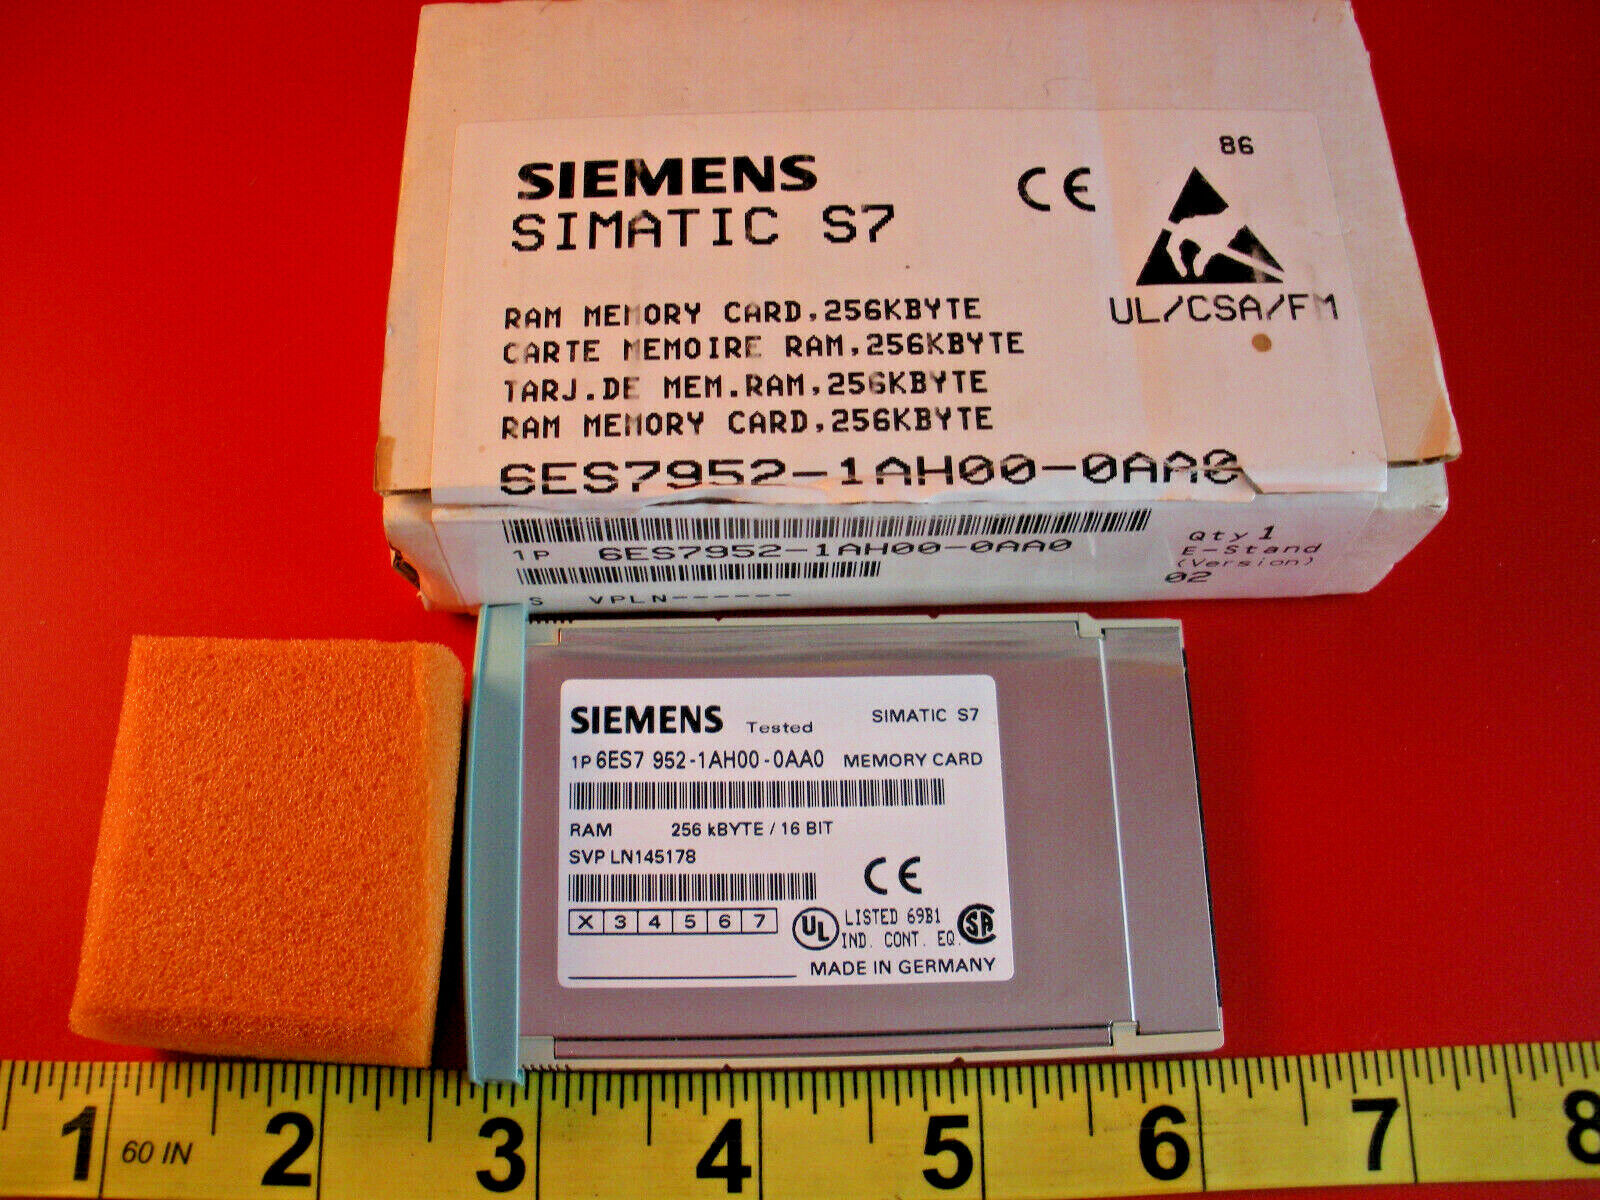 SIEMENS
SIMATIC S7
CE
86
UL/CSA/FM
RAM MEMORY CARD,256KBYTE
CARTE MEMOIRE RAM,256KBYTE
TARJ.DE MEM.RAM,256KBYTE
RAM MEMORY CARD,256KBYTE
6ES7952-1AH00-0AA0
1P 6ES7952-1AH00-0AA0
Qty 1
E-Stand
(Version)
02
S VPLN------
SIEMENS Tested SIMATIC S7
1P 6ES7 952-1AH00-0AA0 MEMORY CARD
RAM 256 kBYTE / 16 BIT
SVP LN145178
CE
X 3 4 5 6 7
UL LISTED 69B1 SA
IND. CONT. EQ.
MADE IN GERMANY
1 60 IN 2 3 4 5 6 7 8